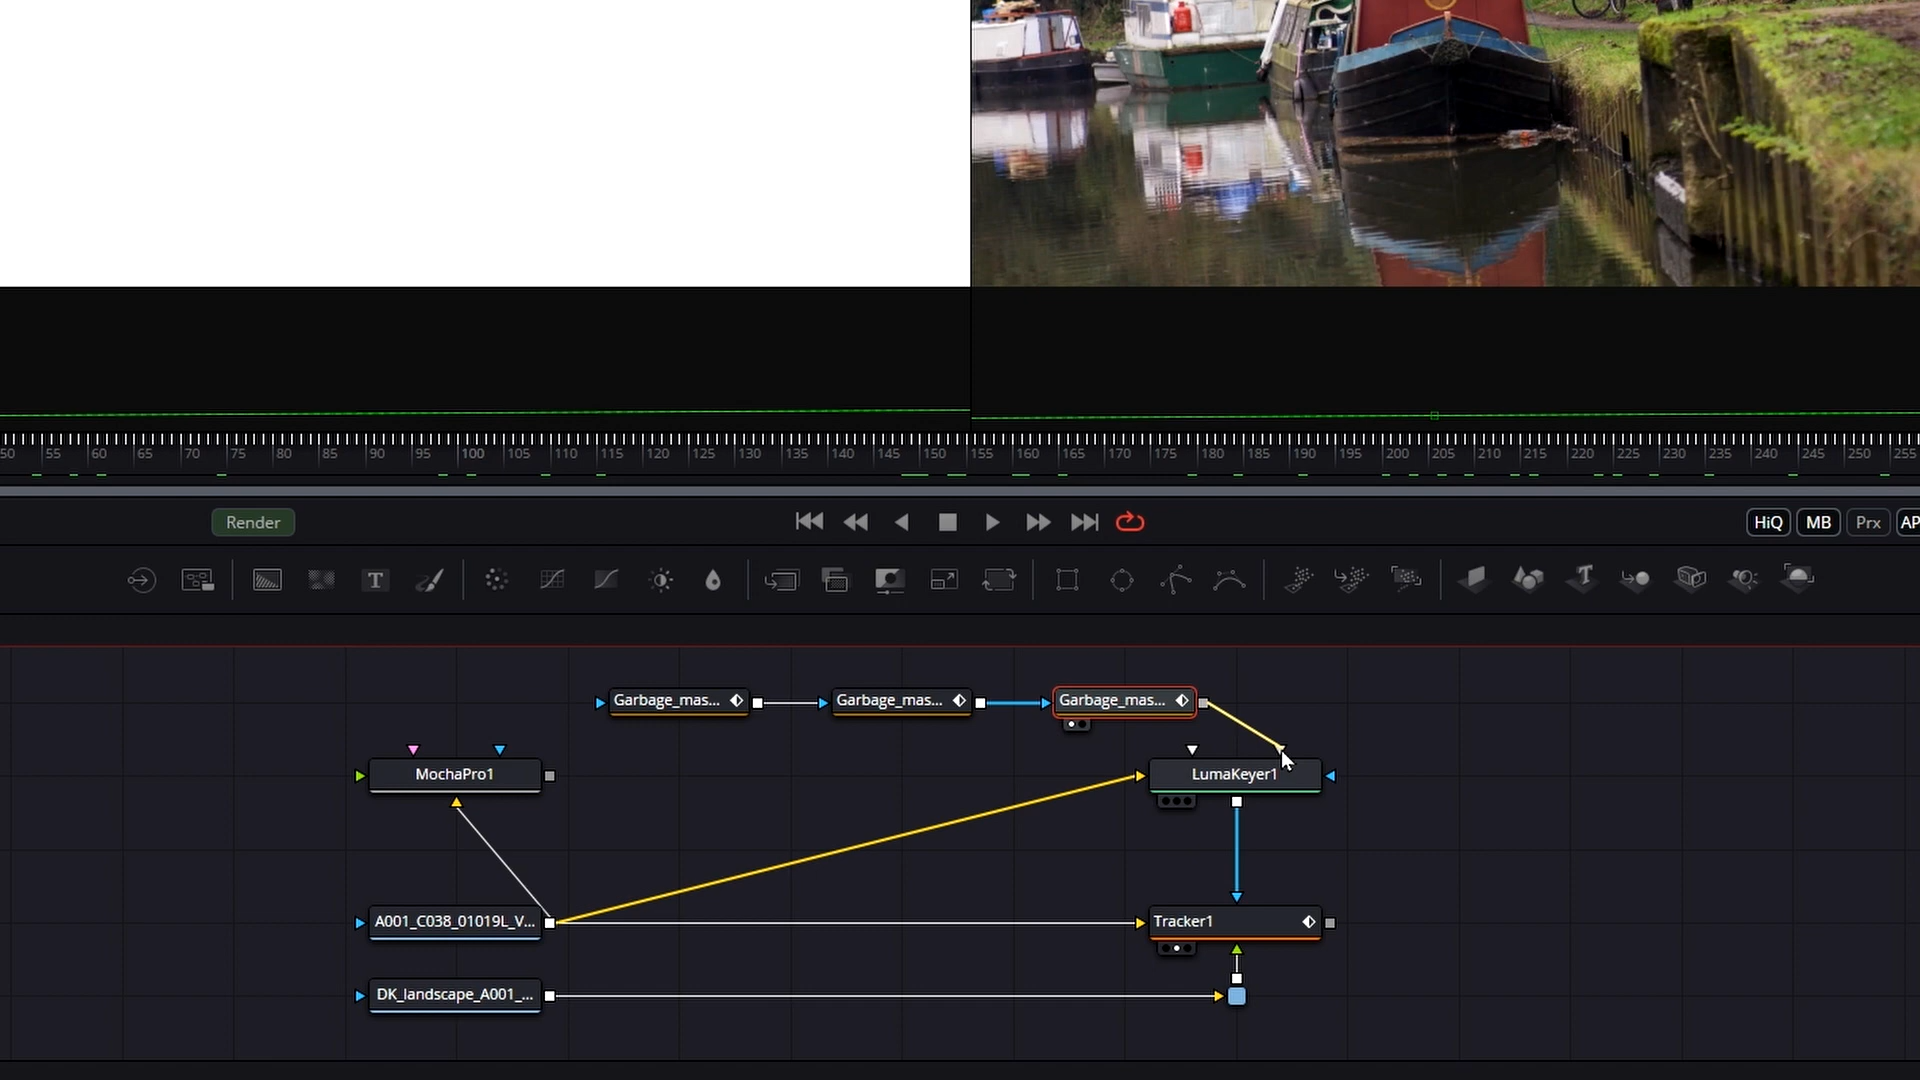 50 55 60 65 70 75 80 85 90 95 100 105 110 115 120 125 130 135 140 145 150 155 160 165 170 175 180 185 190 195 200 205 210 215 220 225 230 235 240 245 250 255
Render HiQ MB Prx AP
T
Garbage_mas... Garbage_mas... Garbage_mas...
MochaPro1 LumaKeyer1
A001_C038_01019L_V... Tracker1
DK_landscape_A001_...